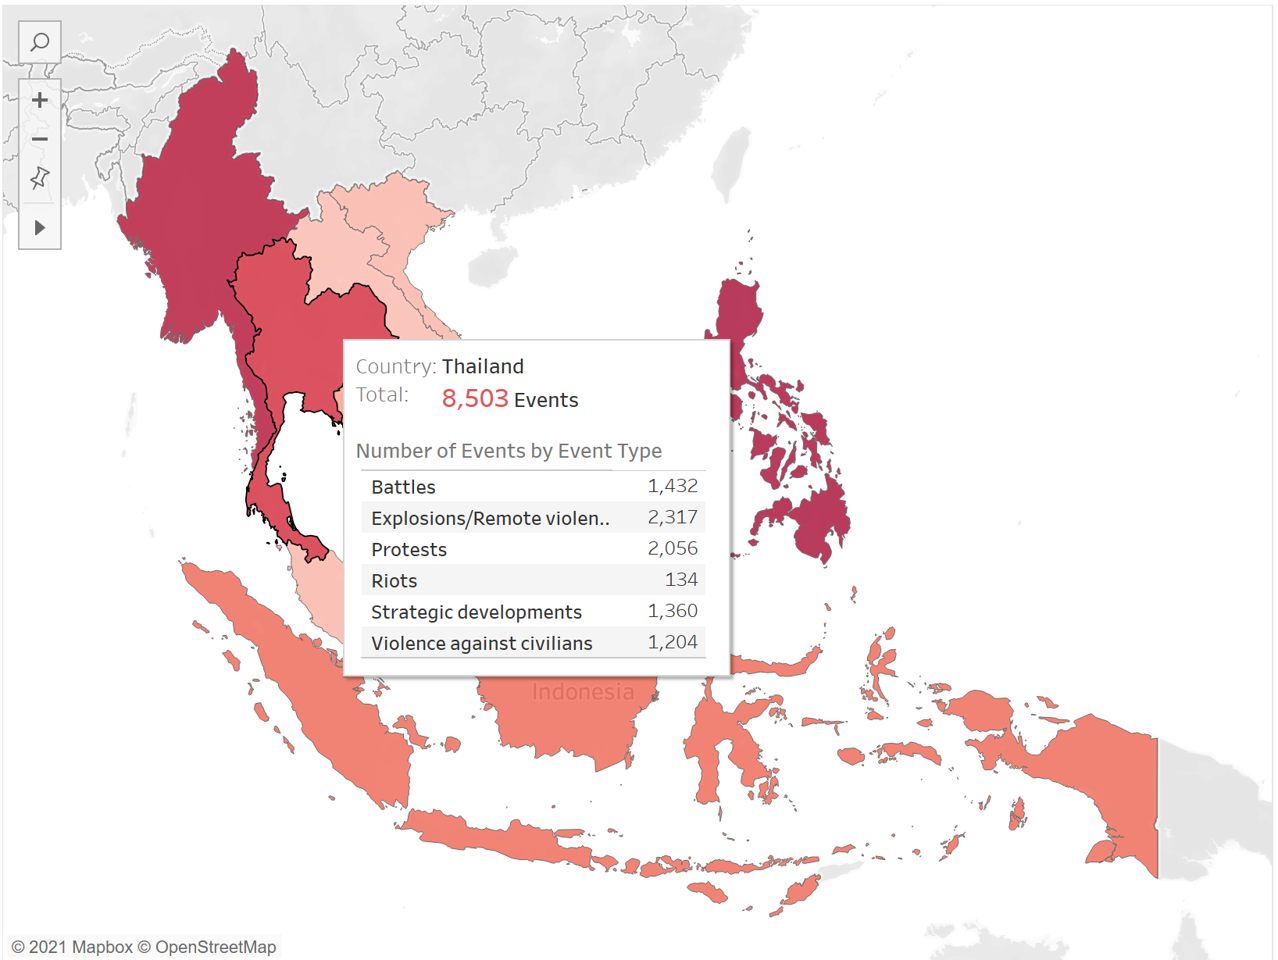 Country: Thailand
Total: 8,503 Events
Number of Events by Event Type
Battles 1,432
Explosions/Remote violen.. 2,317
Protests 2,056
Riots 134
Strategic developments 1,360
Violence against civilians 1,204
Indonesia
© 2021 Mapbox © OpenStreetMap